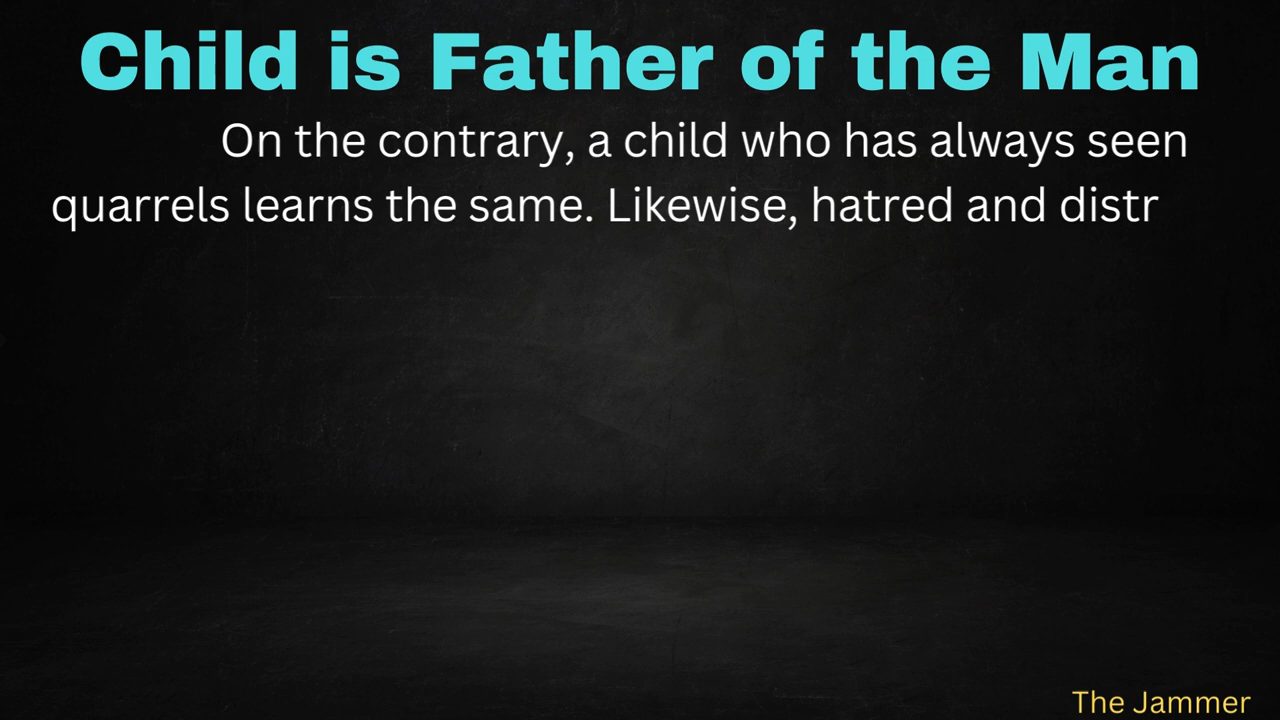 Child is Father of the Man
On the contrary, a child who has always seen
quarrels learns the same. Likewise, hatred and distr
The Jammer